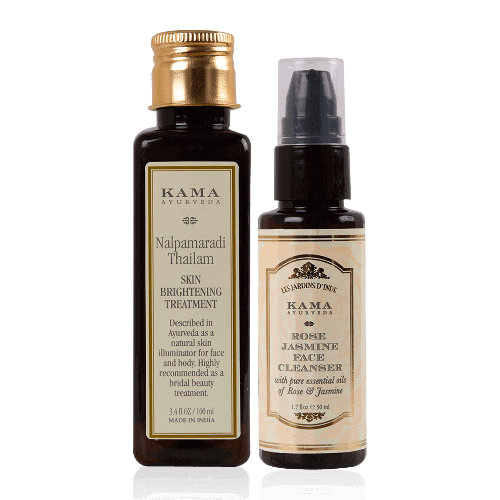 KAMA
AYURVEDA
Nalpamaradi
Thailam
SKIN
BRIGHTENING
TREATMENT
Described in
Ayurveda as a
natural skin
illuminator for face
and body. Highly
recommended as a
bridal beauty
treatment.
3.4 fl OZ / 100 ml
MADE IN INDIA
LES JARDINS D'INDE
KAMA
AYURVEDA
ROSE
JASMINE
FACE
CLEANSER
with pure essential oils
of Rose & Jasmine
1.7 fl oz ℮ 50 ml